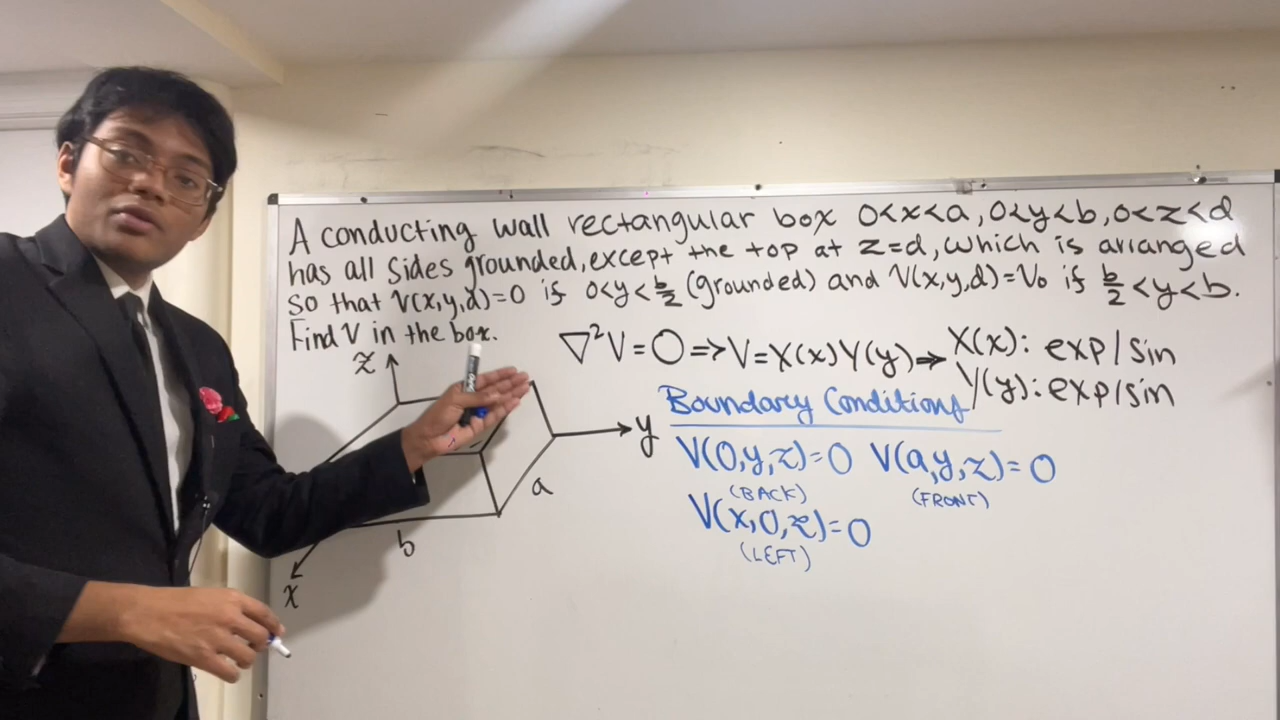 A conducting wall rectangular box 0<x<a, 0<y<b, 0<z<d
has all sides grounded, except the top at z=d, which is arranged
so that V(x,y,d)=0 if 0<y<b/2 (grounded) and V(x,y,d)=V₀ if b/2<y<b.
Find V in the box.
∇²V=0 => V=X(x)Y(y) => X(x): exp/sin
Y(y): exp/sin
Boundary Conditions
V(0,y,z)=0 V(a,y,z)=0
(BACK) (FRONT)
V(x,0,z)=0
(LEFT)
z
y
a
b
x